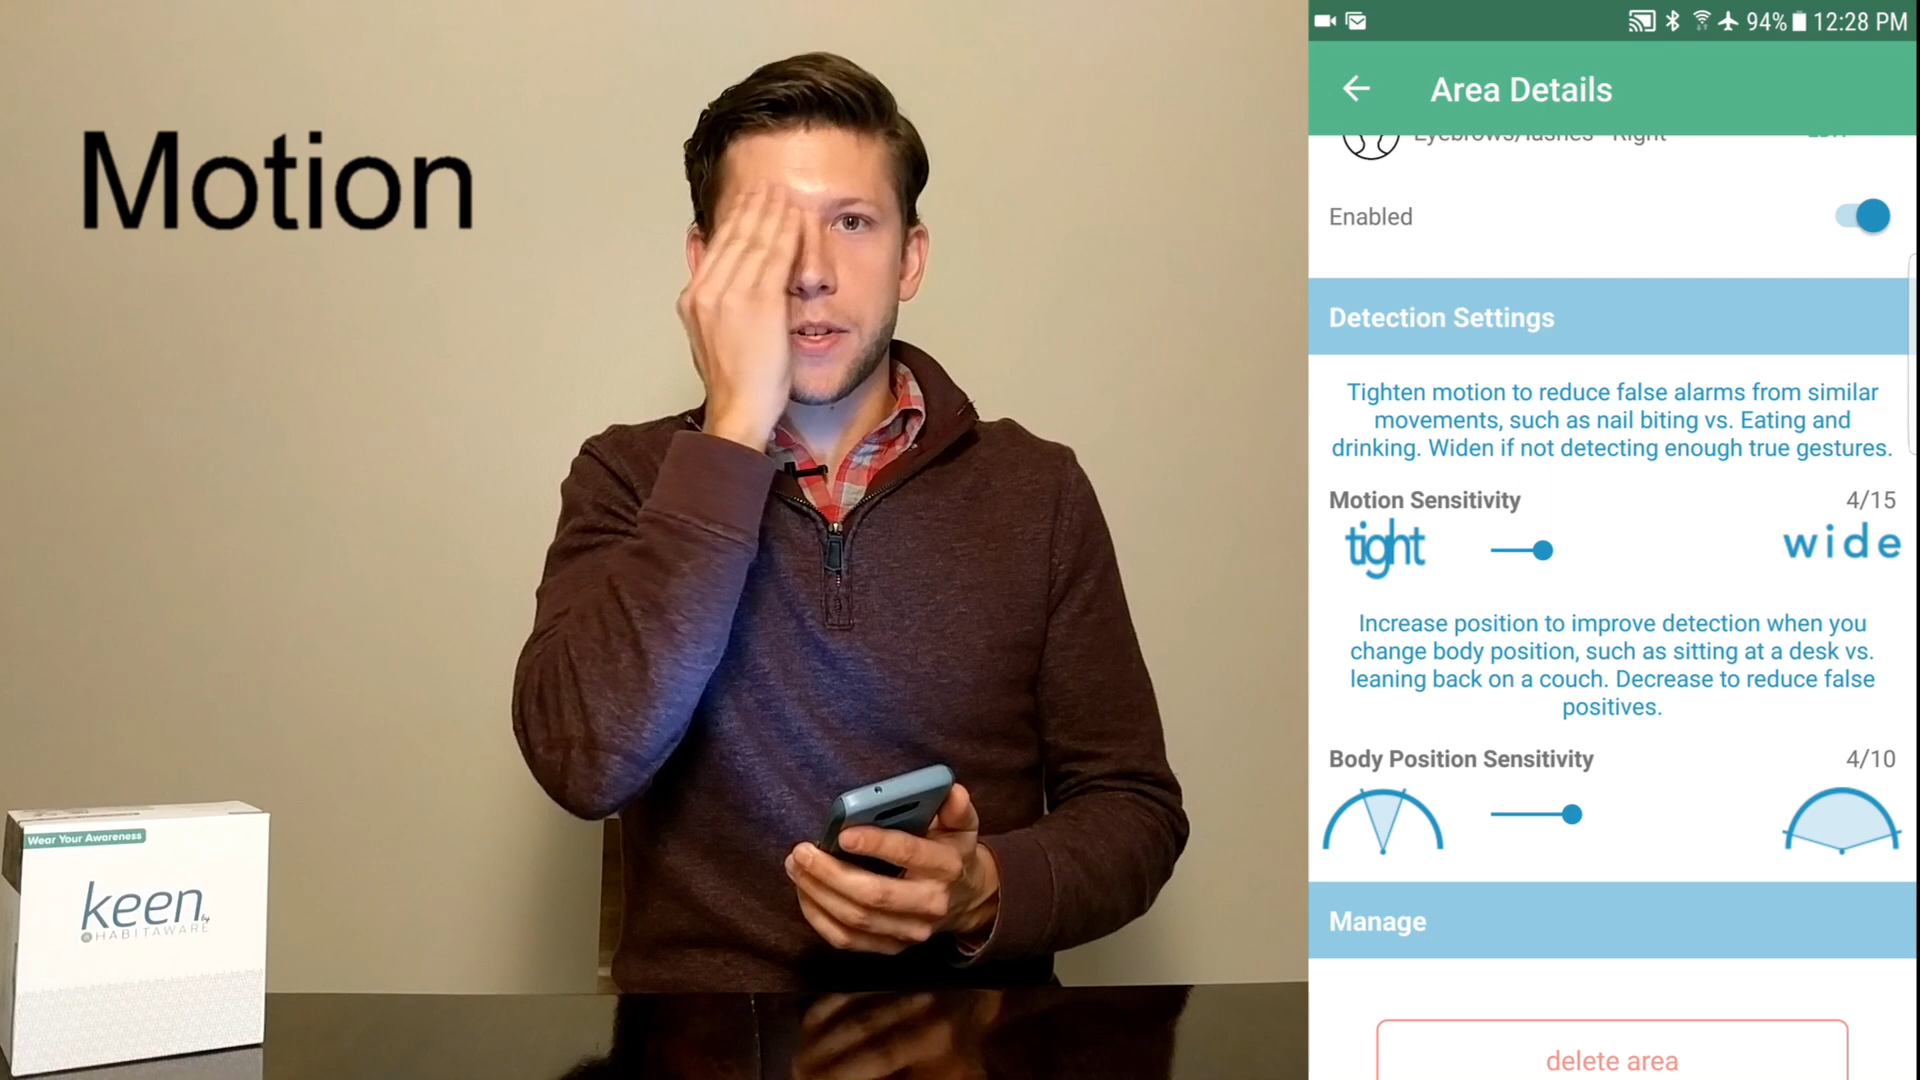 Motion
Wear Your Awareness
keen
by
HABITAWARE
94% 12:28 PM
Area Details
Eyebrows/lashes - Right
Enabled
Detection Settings
Tighten motion to reduce false alarms from similar
movements, such as nail biting vs. Eating and
drinking. Widen if not detecting enough true gestures.
Motion Sensitivity 4/15
tight wide
Increase position to improve detection when you
change body position, such as sitting at a desk vs.
leaning back on a couch. Decrease to reduce false
positives.
Body Position Sensitivity 4/10
Manage
delete area